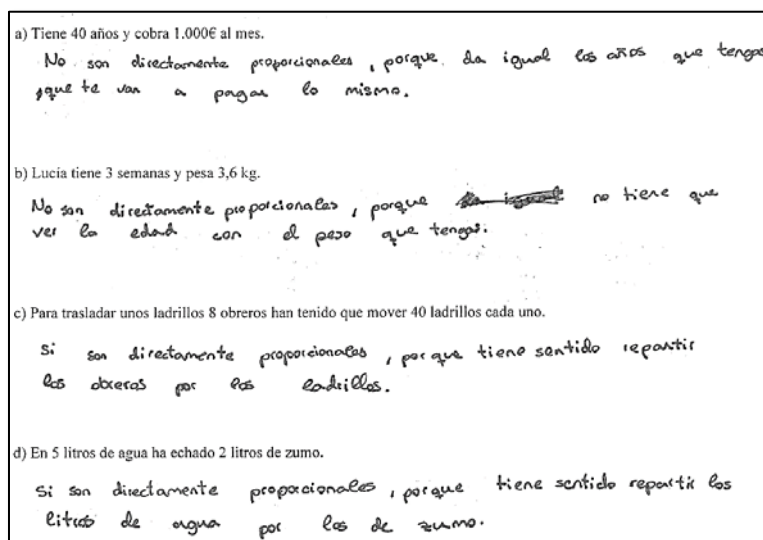 a) Tiene 40 años y cobra 1.000€ al mes.
No son directamente proporcionales, porque da igual los años que tengas
que te van a pagar lo mismo.
b) Lucía tiene 3 semanas y pesa 3,6 kg.
No son directamente proporcionales, porque no tiene que
ver la edad con el peso que tengas.
c) Para trasladar unos ladrillos 8 obreros han tenido que mover 40 ladrillos cada uno.
Si son directamente proporcionales, porque tiene sentido repartir
los obreros por los ladrillos.
d) En 5 litros de agua ha echado 2 litros de zumo.
Si son directamente proporcionales, porque tiene sentido repartir los
litros de agua por los de zumo.